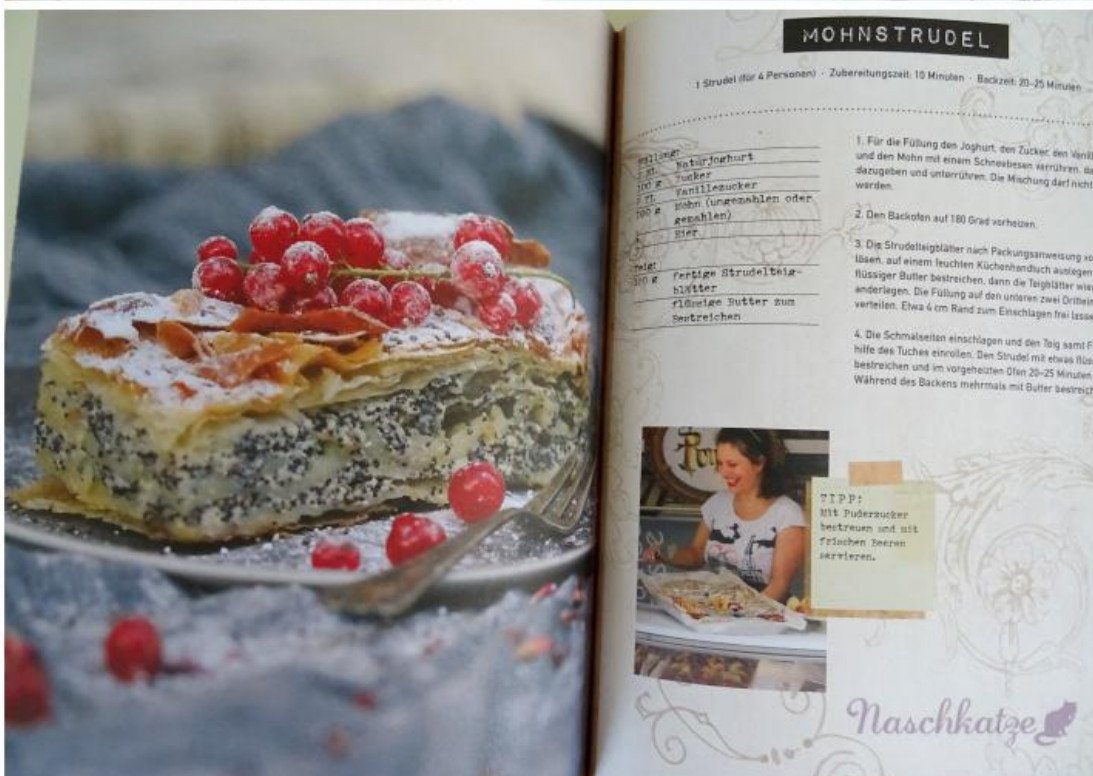 MOHNSTRUDEL
1 Strudel (für 4 Personen) · Zubereitungszeit: 10 Minuten · Backzeit: 20–25 Minuten
Füllung:
Naturjoghurt
Zucker
Vanillezucker
Mohn (ungemahlen oder
gemahlen)
Eier
Teig:
fertige Strudelteig-
blätter
flüssige Butter zum
Bestreichen
1. Für die Füllung den Joghurt, den Zucker, den
und den Mohn mit einem Schneebesen verrühren,
dazugeben und unterrühren. Die Mischung darf nicht
werden.
2. Den Backofen auf 180 Grad vorheizen.
3. Die Strudelteigblätter nach Packungsanweisung
lösen, auf einem feuchten Küchenhandtuch auslegen
flüssiger Butter bestreichen, dann die Teigblätter
anderlegen. Die Füllung auf den unteren zwei Dritteln
verteilen. Etwa 4 cm Rand zum Einschlagen frei
4. Die Schmalseiten einschlagen und den Teig samt
hilfe des Tuches einrollen. Den Strudel mit etwas
bestreichen und im vorgeheizten Ofen 20–25 Minuten
Während des Backens mehrmals mit Butter
TIPP:
Mit Puderzucker
bestreuen und mit
frischen Beeren
servieren.
Naschkatze